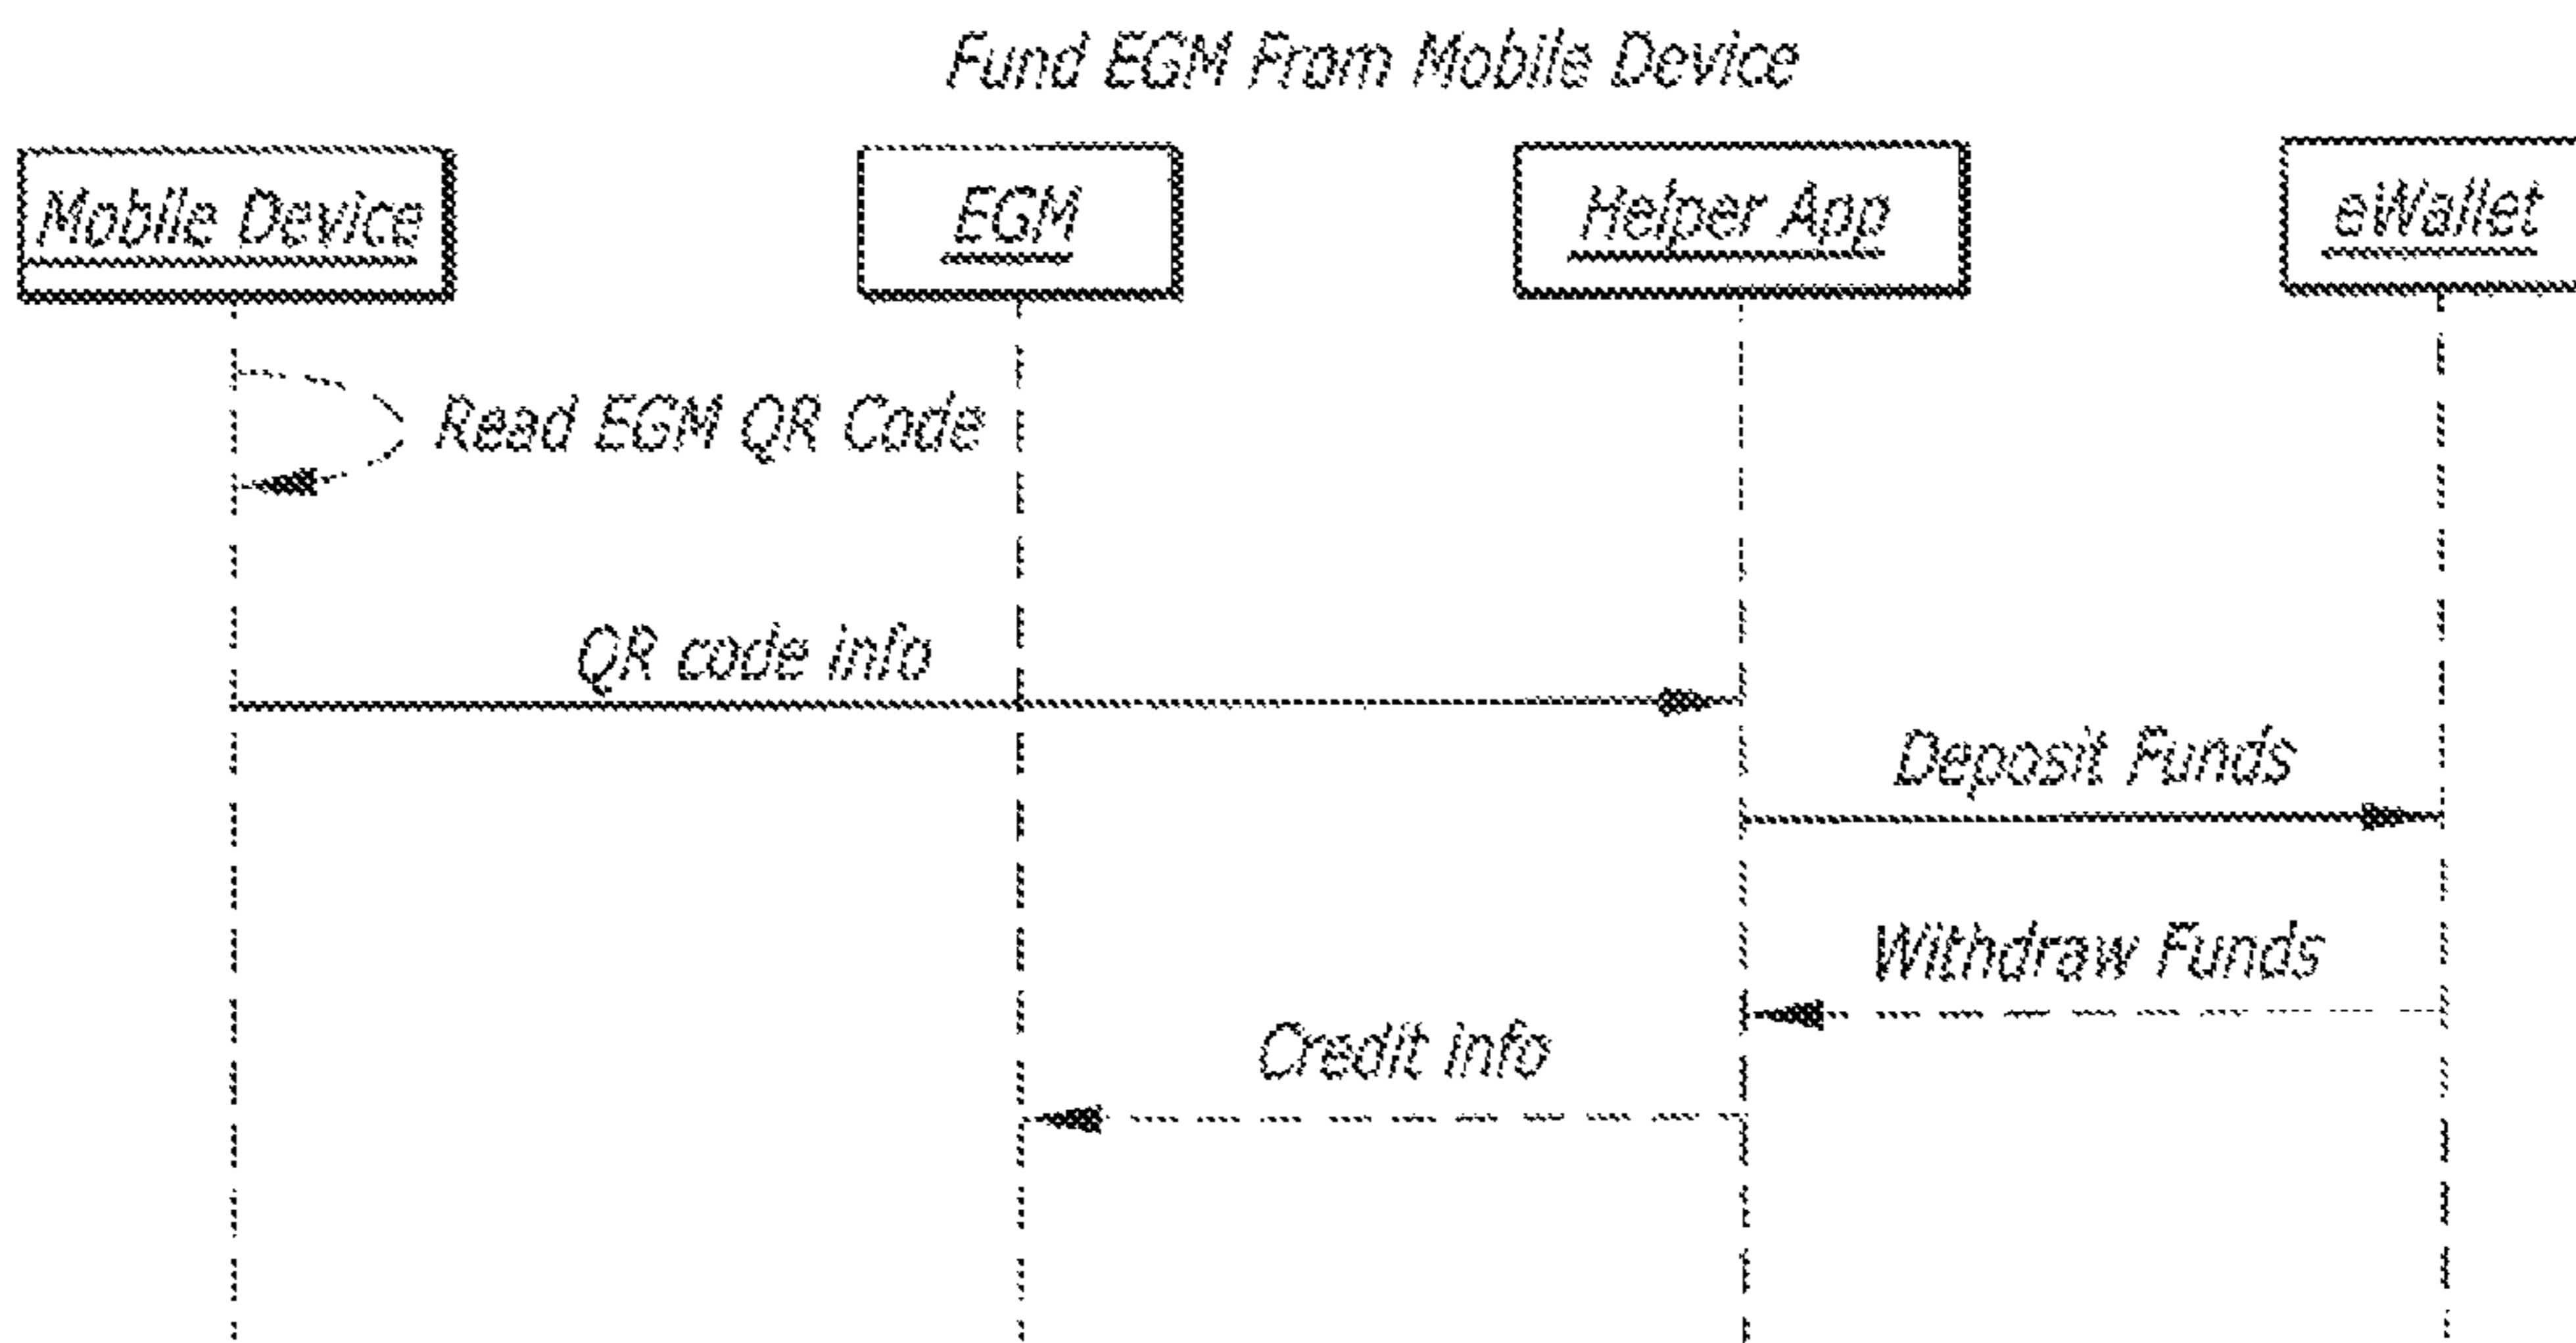 Fund EGM From Mobile Device
Mobile Device
EGM
Helper App
eWallet
Read EGM QR Code
QR code info
Deposit Funds
Withdraw Funds
Credit info